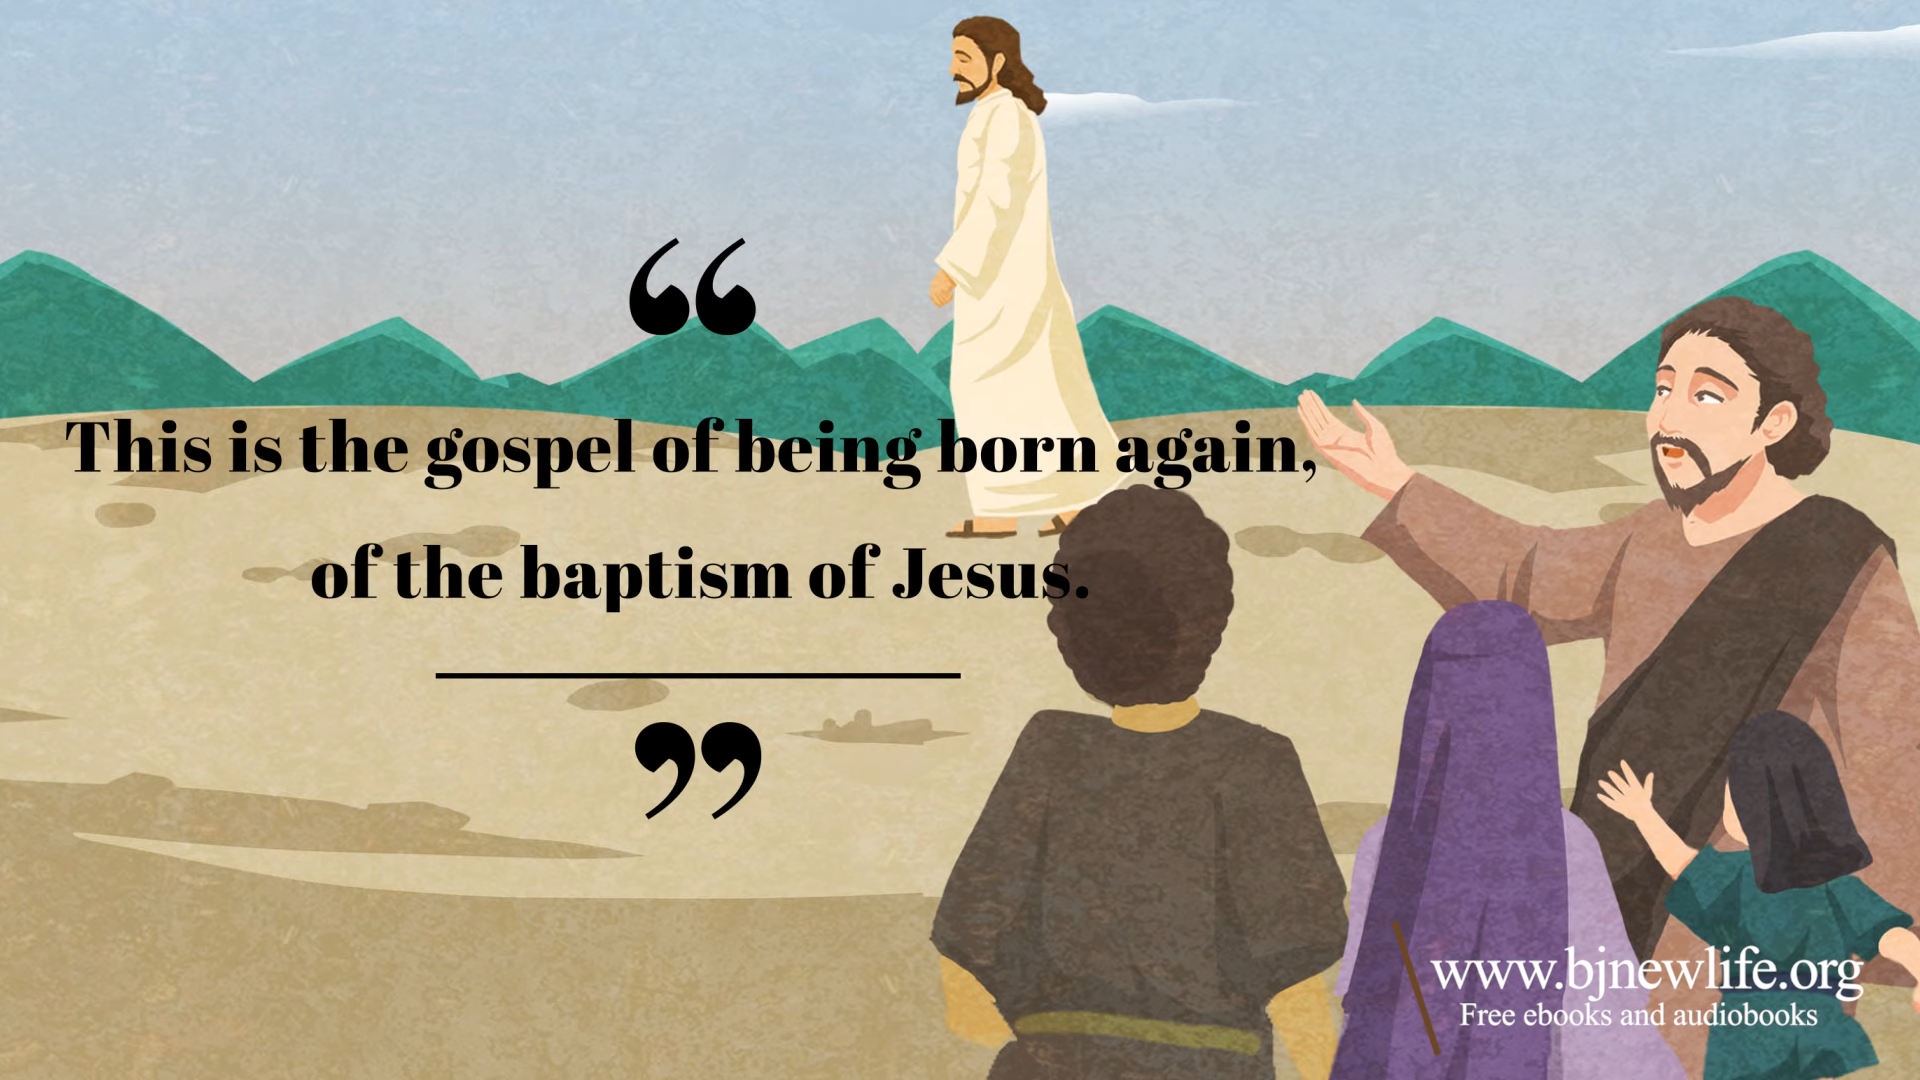 “
This is the gospel of being born again,
of the baptism of Jesus.
”
www.bjnewlife.org
Free ebooks and audiobooks